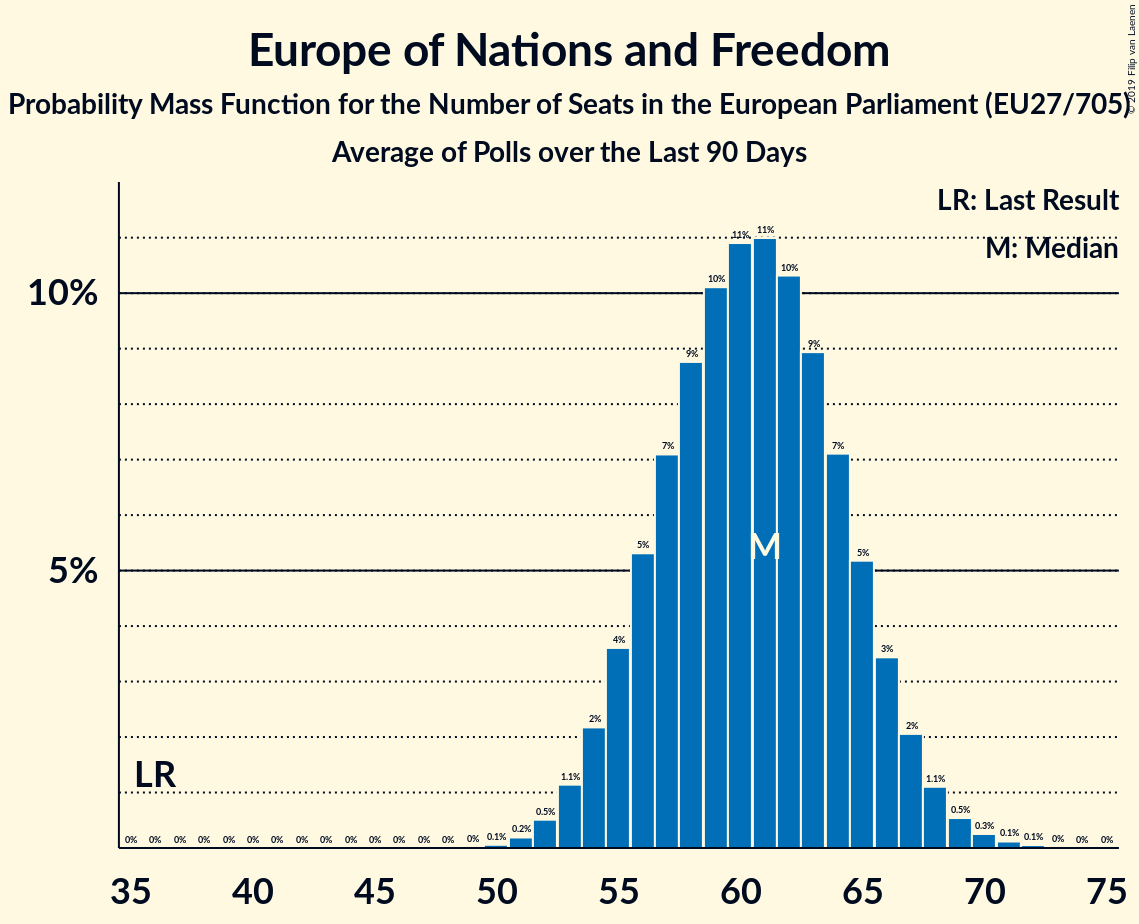 Europe of Nations and Freedom
Probability Mass Function for the Number of Seats in the European Parliament (EU27/705)
Average of Polls over the Last 90 Days
© 2019 Filip van Laenen
LR: Last Result
M: Median
10%
5%
0% 0% 0% 0% 0% 0% 0% 0% 0% 0% 0% 0% 0% 0% 0% 0.1% 0.2% 0.5% 1.1% 2% 4% 5% 7% 9% 10% 11% 11% 10% 9% 7% 5% 3% 2% 1.1% 0.5% 0.3% 0.1% 0.1% 0% 0% 0%
M
LR
35 40 45 50 55 60 65 70 75